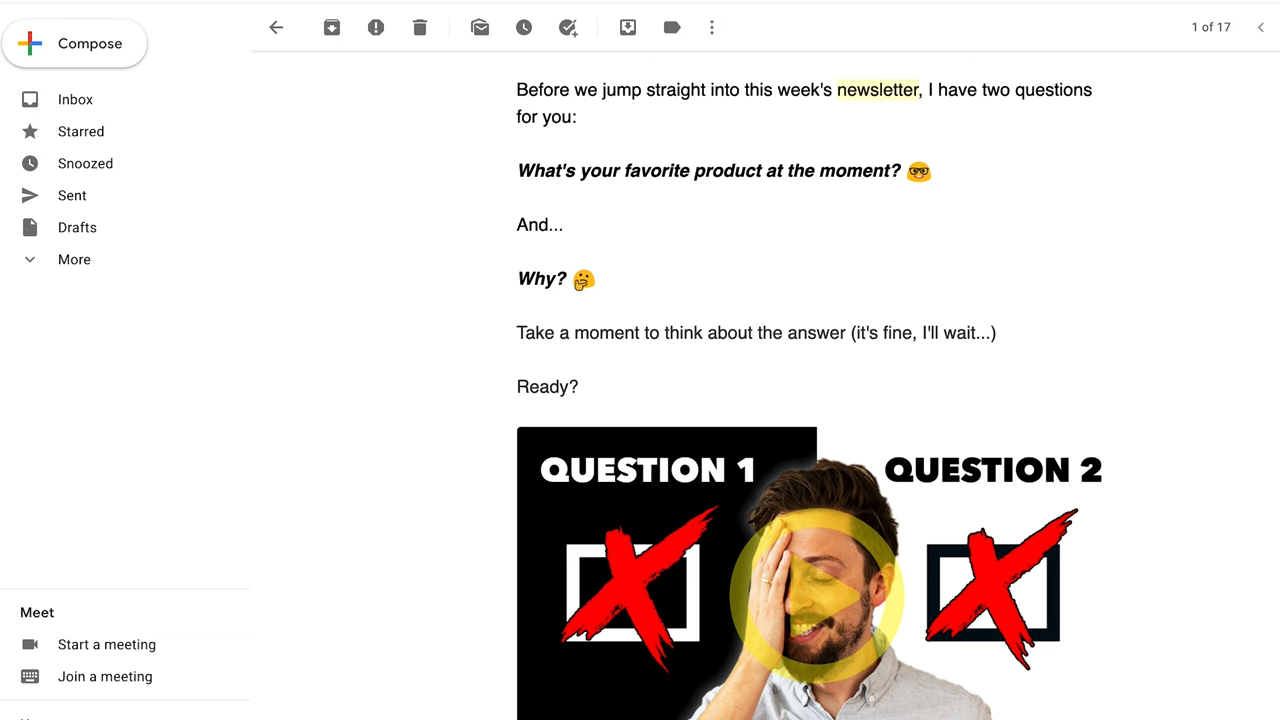 Compose
1 of 17
Inbox
Starred
Snoozed
Sent
Drafts
More
Meet
Start a meeting
Join a meeting
Before we jump straight into this week's newsletter, I have two questions
for you:
What's your favorite product at the moment? 🤓
And...
Why? 🤔
Take a moment to think about the answer (it's fine, I'll wait...)
Ready?
QUESTION 1
QUESTION 2